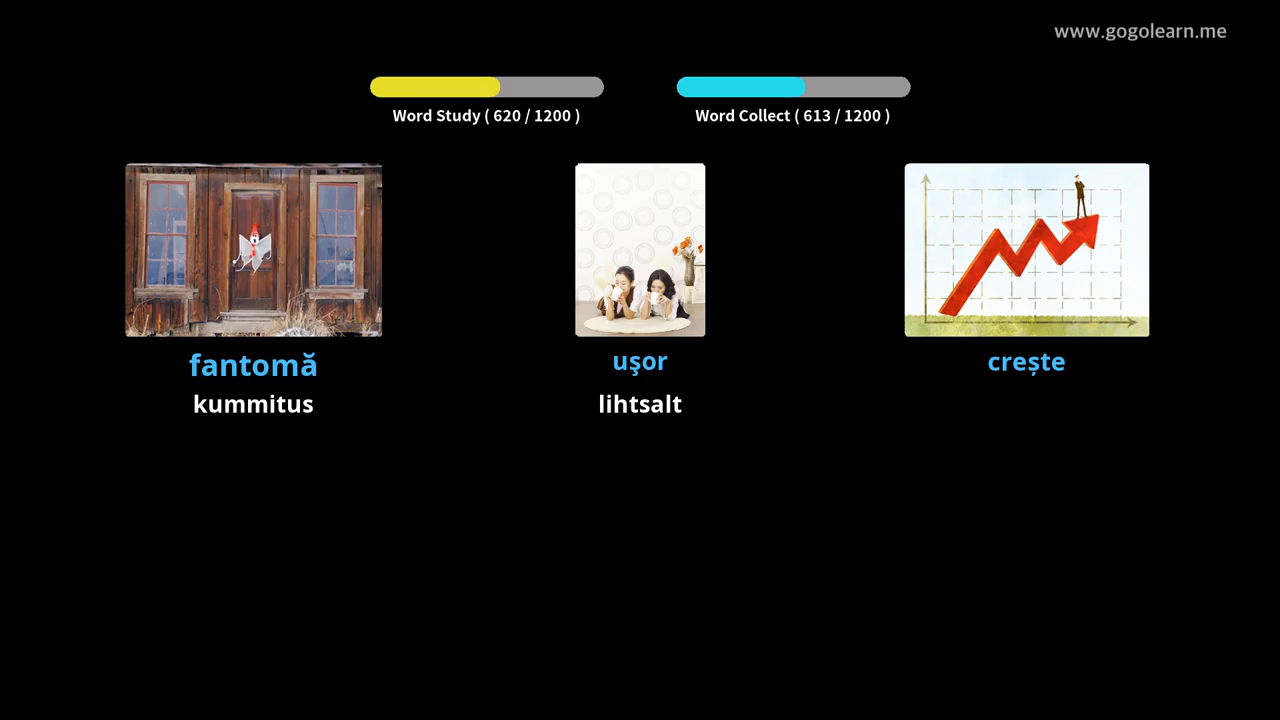 www.gogolearn.me
Word Study ( 620 / 1200 )
Word Collect ( 613 / 1200 )
fantomă
uşor
crește
kummitus
lihtsalt